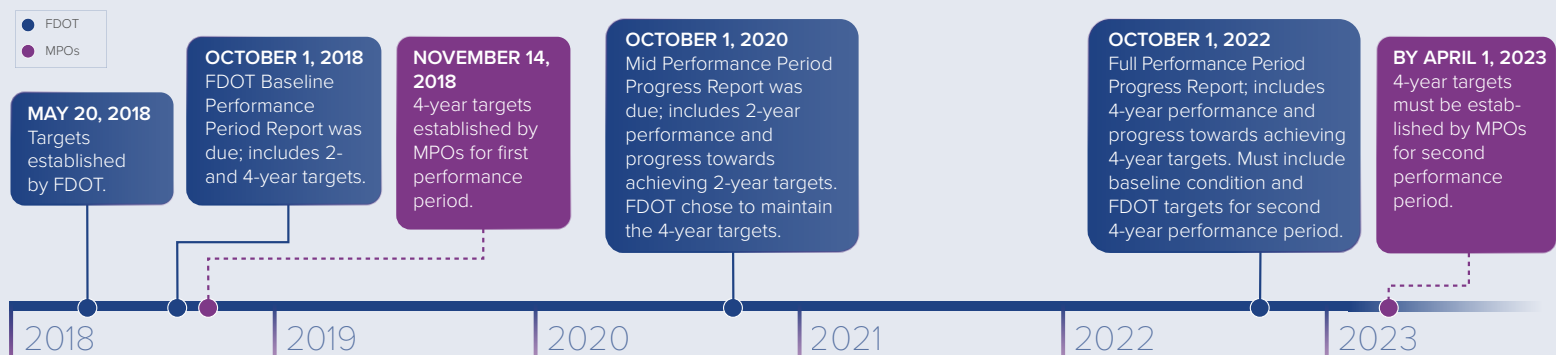 FDOT
MPOs
MAY 20, 2018
Targets
established
by FDOT.
OCTOBER 1, 2018
FDOT Baseline
Performance
Period Report was
due; includes 2-
and 4-year targets.
NOVEMBER 14,
2018
4-year targets
established by
MPOs for first
performance
period.
OCTOBER 1, 2020
Mid Performance Period
Progress Report was
due; includes 2-year
performance and
progress towards
achieving 2-year targets.
FDOT chose to maintain
the 4-year targets.
OCTOBER 1, 2022
Full Performance Period
Progress Report; includes
4-year performance and
progress towards achieving
4-year targets. Must include
baseline condition and
FDOT targets for second
4-year performance period.
BY APRIL 1, 2023
4-year targets
must be estab-
lished by MPOs
for second
performance
period.
2018
2019
2020
2021
2022
2023